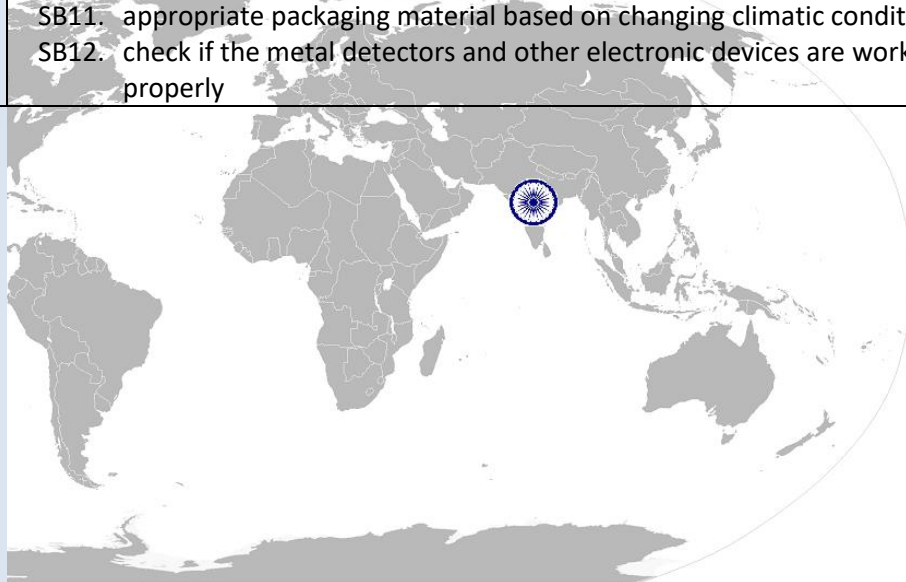 SB11. appropriate packaging material based on changing climatic condit
SB12. check if the metal detectors and other electronic devices are work
properly